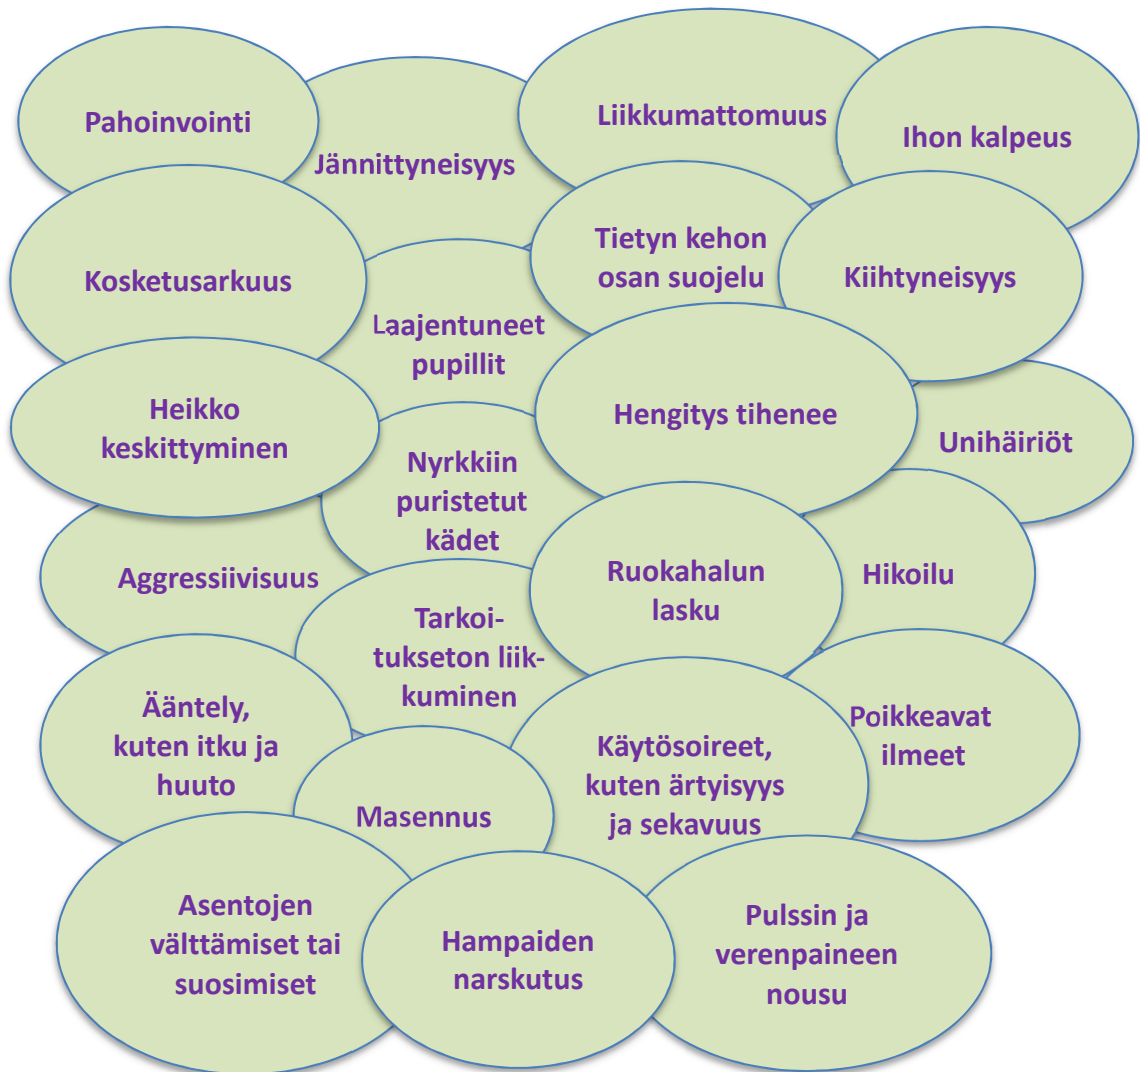 Pahoinvointi
Jännittyneisyys
Liikkumattomuus
Ihon kalpeus
Kosketusarkuus
Laajentuneet
pupillit
Tietyn kehon
osan suojelu
Kiihtyneisyys
Heikko
keskittyminen
Nyrkkiin
puristetut
kädet
Hengitys tihenee
Unihäiriöt
Aggressiivisuus
Tarkoi-
tukseton liik-
kuminen
Ruokahalun
lasku
Hikoilu
Ääntely,
kuten itku ja
huuto
Masennus
Käytösoireet,
kuten ärtyisyys
ja sekavuus
Poikkeavat
ilmeet
Asentojen
välttämiset tai
suosimiset
Hampaiden
narskutus
Pulssin ja
verenpaineen
nousu